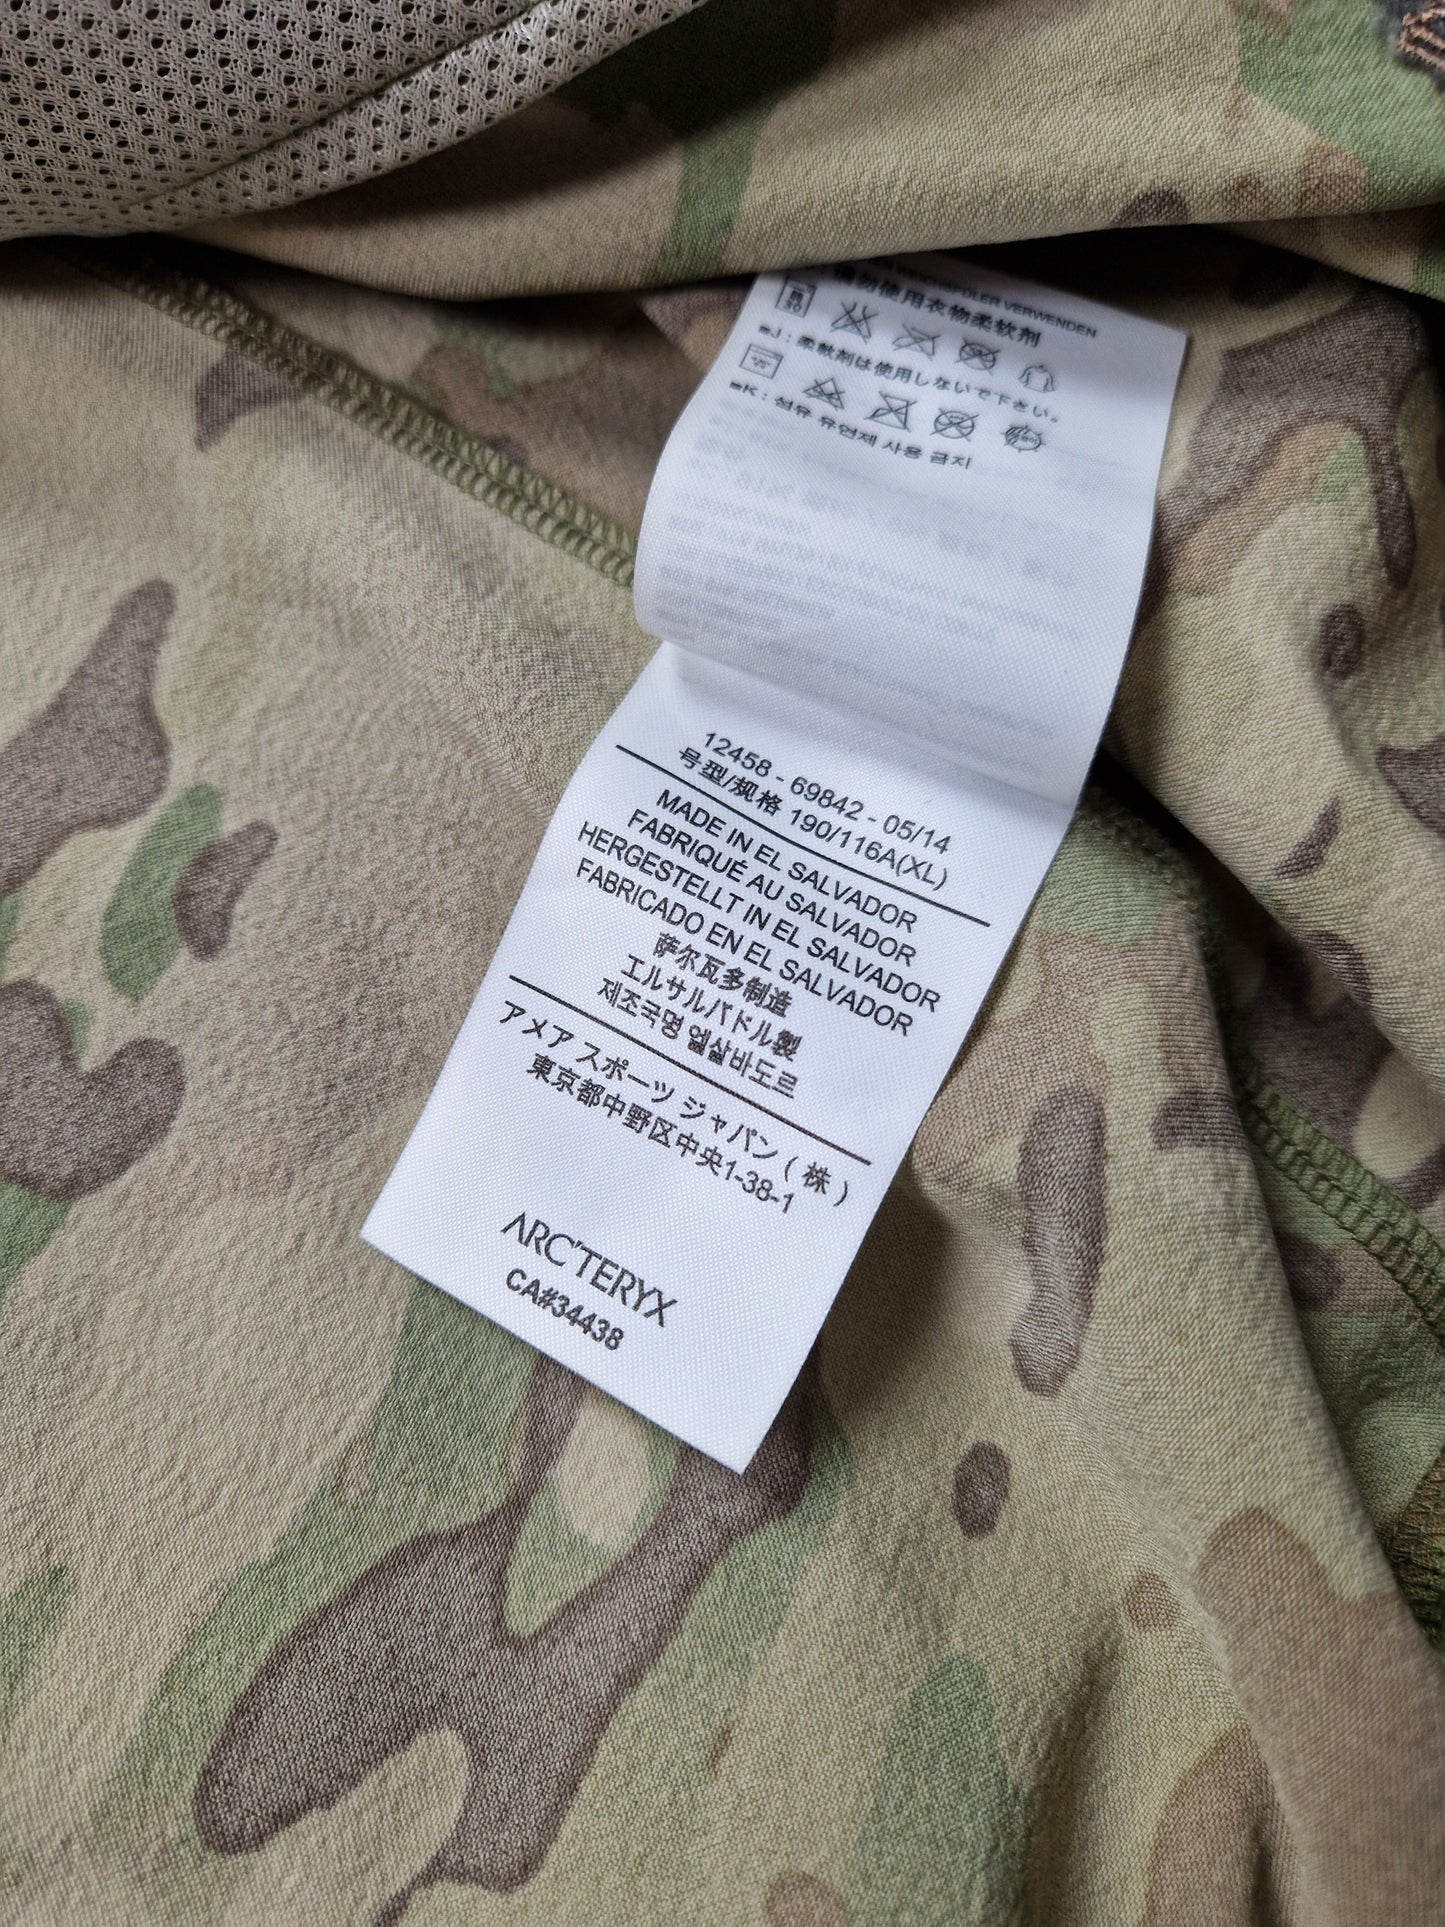 WEICHSPÜLER VERWENDEN
请勿使用衣物柔软剂
mJ : 柔軟剤は使用しないで下さい。
mK : 섬유 유연제 사용 금지
12458 - 69842 - 05/14
号型/规格 190/116A(XL)
MADE IN EL SALVADOR
FABRIQUÉ AU SALVADOR
HERGESTELLT IN EL SALVADOR
FABRICADO EN EL SALVADOR
萨尔瓦多制造
エルサルバドル製
제조국명 엘살바도르
アメア スポーツ ジャパン ( 株 )
東京都中野区中央1-38-1
ARC'TERYX
CA#34438